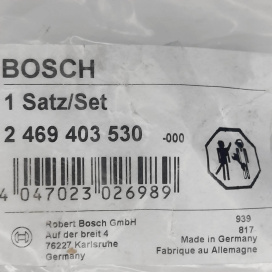 BOSCH
1 Satz/Set
2 469 403 530 -000
4 047023 026989
Robert Bosch GmbH
Auf der breit 4
76227 Karlsruhe
Germany
939
817
Made in Germany
Fabrique au Allemagne